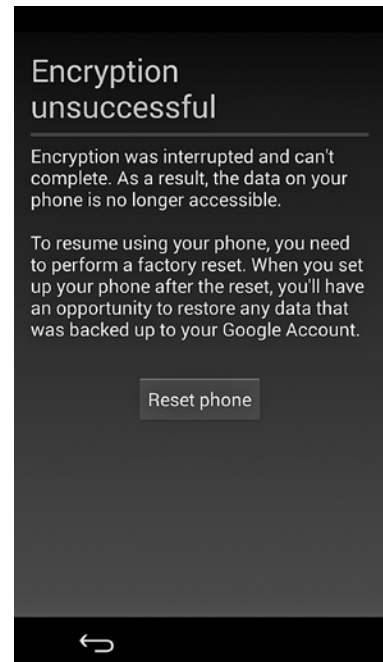 Encryption
unsuccessful
Encryption was interrupted and can't
complete. As a result, the data on your
phone is no longer accessible.
To resume using your phone, you need
to perform a factory reset. When you set
up your phone after the reset, you'll have
an opportunity to restore any data that
was backed up to your Google Account.
Reset phone